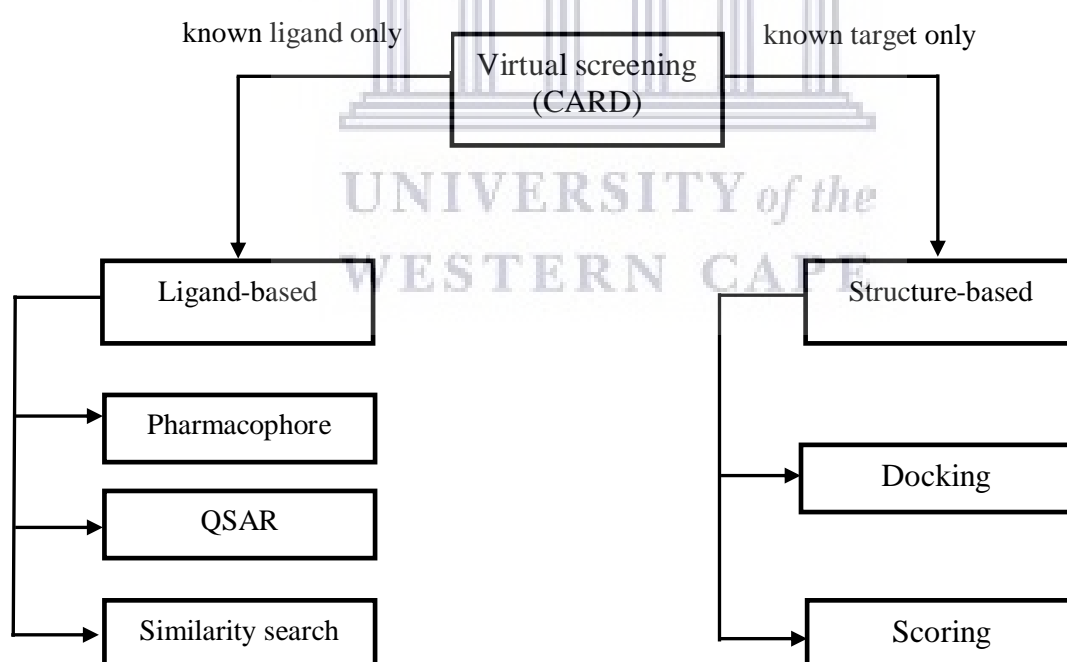 known ligand only
known target only
Virtual screening
(CARD)
UNIVERSITY of the
WESTERN CAPE
Ligand-based
Structure-based
Pharmacophore
Docking
QSAR
Similarity search
Scoring